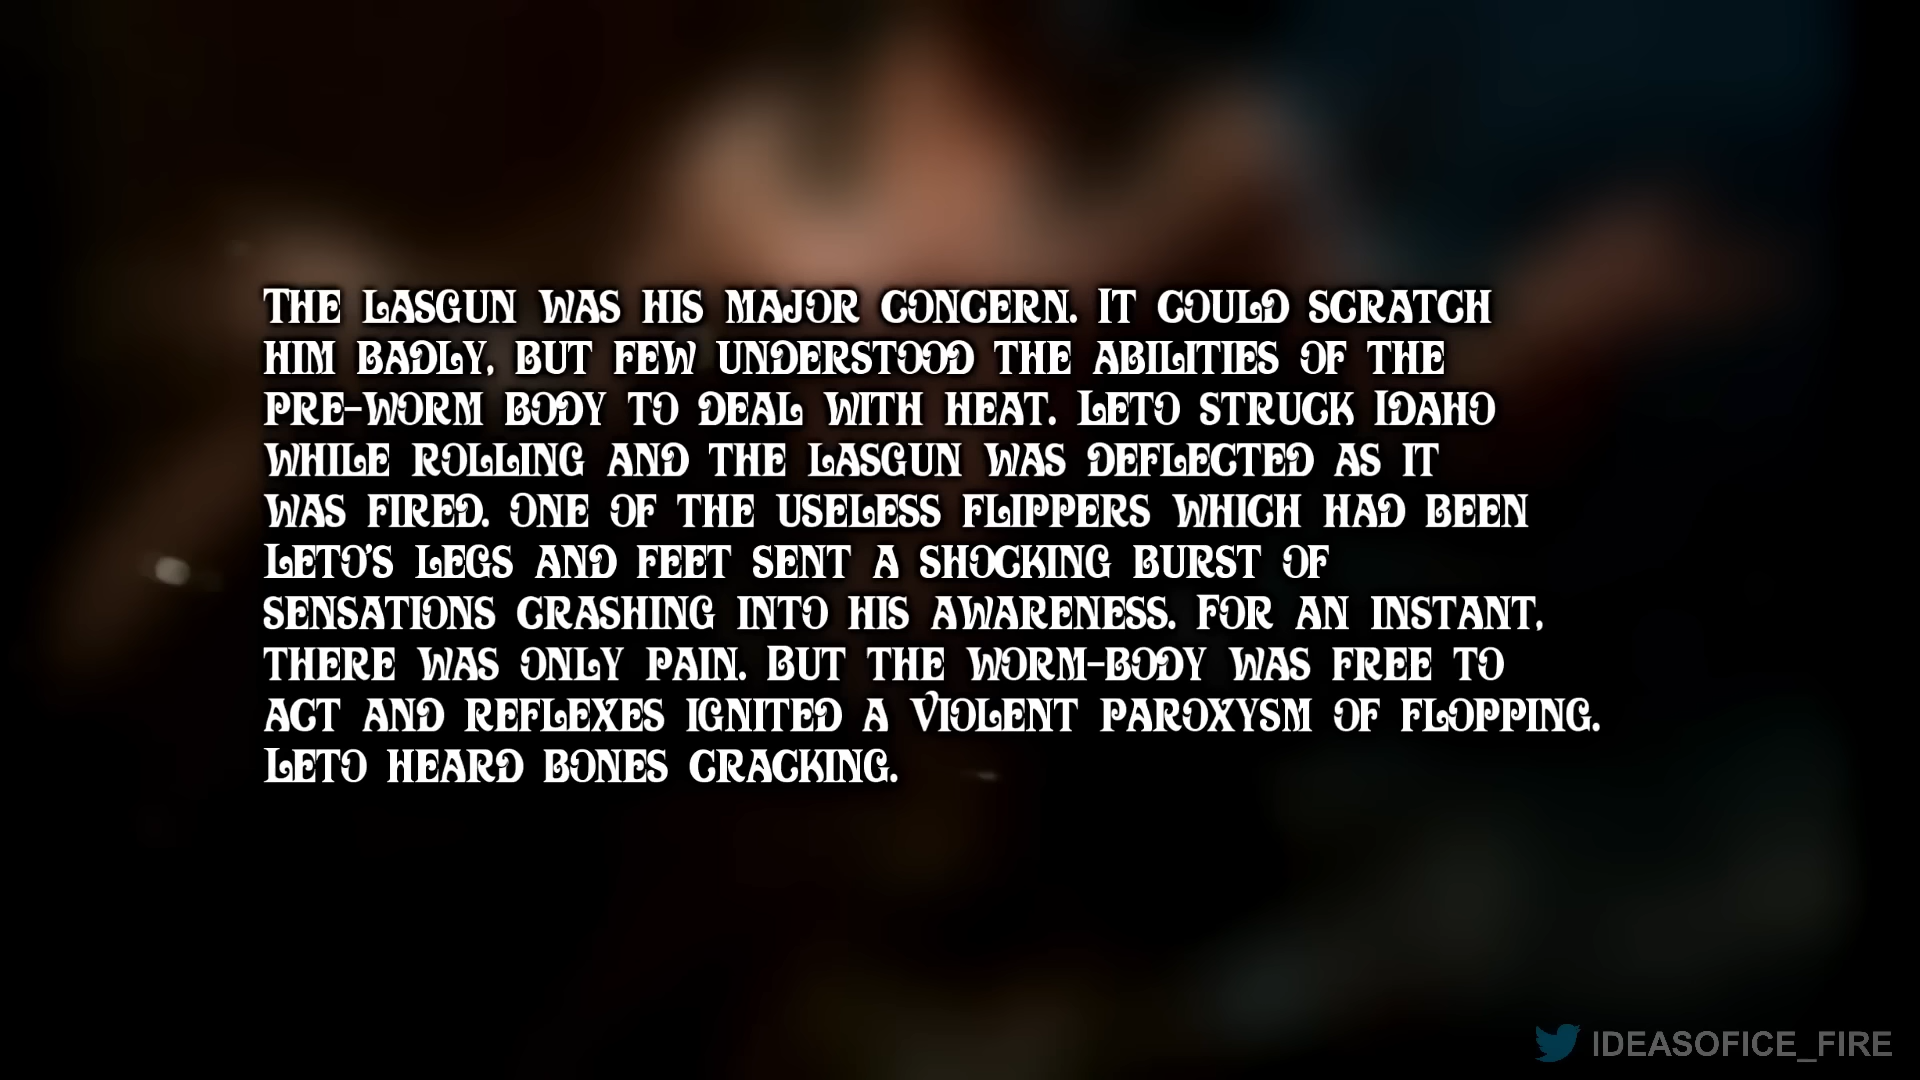 The lasgun was his major concern. It could scratch
him badly, but few understood the abilities of the
pre-worm body to deal with heat. Leto struck Idaho
while rolling and the lasgun was deflected as it
was fired. One of the useless flippers which had been
Leto's legs and feet sent a shocking burst of
sensations crashing into his awareness. For an instant,
there was only pain. But the worm-body was free to
act and reflexes ignited a violent paroxysm of flopping.
Leto heard bones cracking.
IDEASOFICE_FIRE